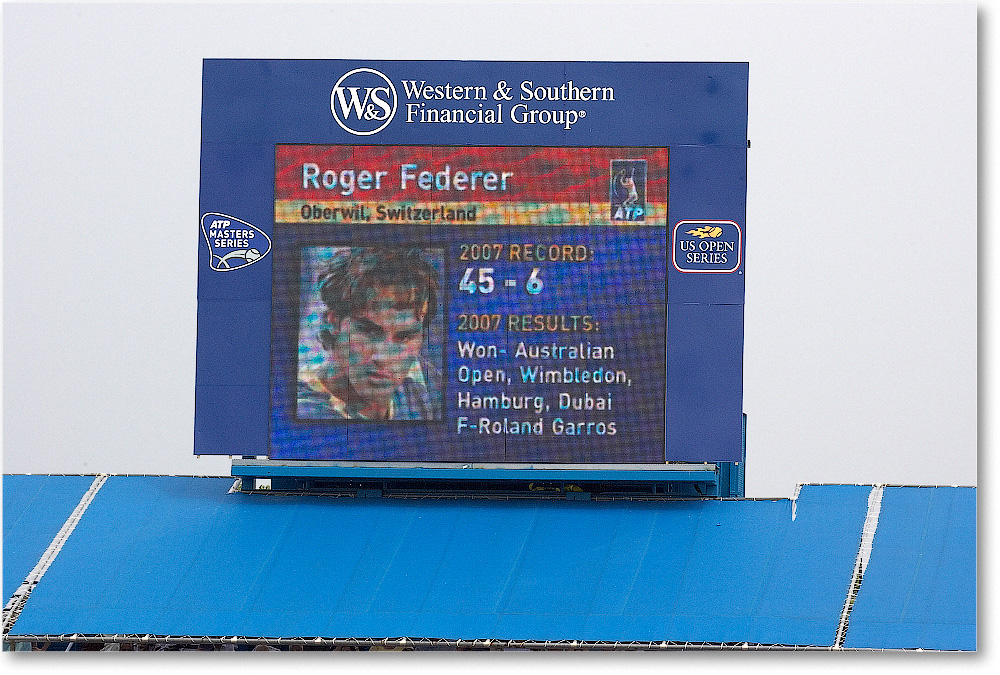 W&S Western & Southern
Financial Group®
Roger Federer
ATP
Oberwil, Switzerland
ATP
MASTERS
SERIES
US OPEN
SERIES
2007 RECORD:
45 - 6
2007 RESULTS:
Won- Australian
Open, Wimbledon,
Hamburg, Dubai
F-Roland Garros